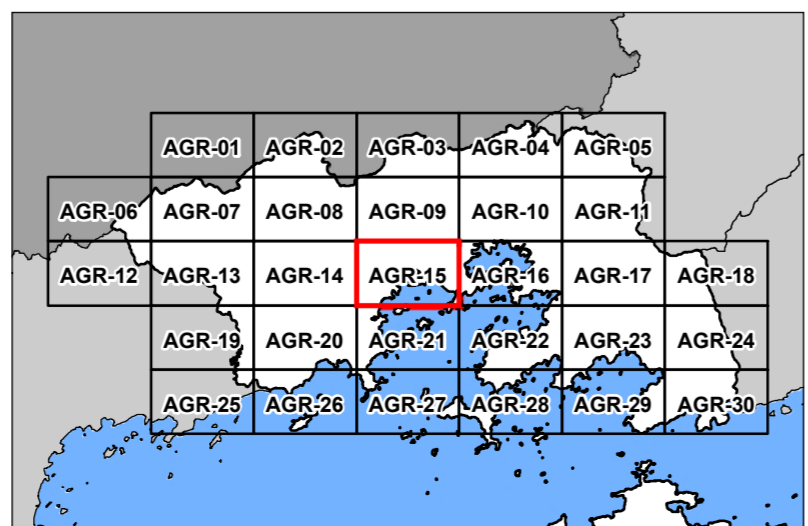 AGR-01 AGR-02 AGR-03 AGR-04 AGR-05
AGR-06 AGR-07 AGR-08 AGR-09 AGR-10 AGR-11
AGR-12 AGR-13 AGR-14 AGR-15 AGR-16 AGR-17 AGR-18
AGR-19 AGR-20 AGR-21 AGR-22 AGR-23 AGR-24
AGR-25 AGR-26 AGR-27 AGR-28 AGR-29 AGR-30